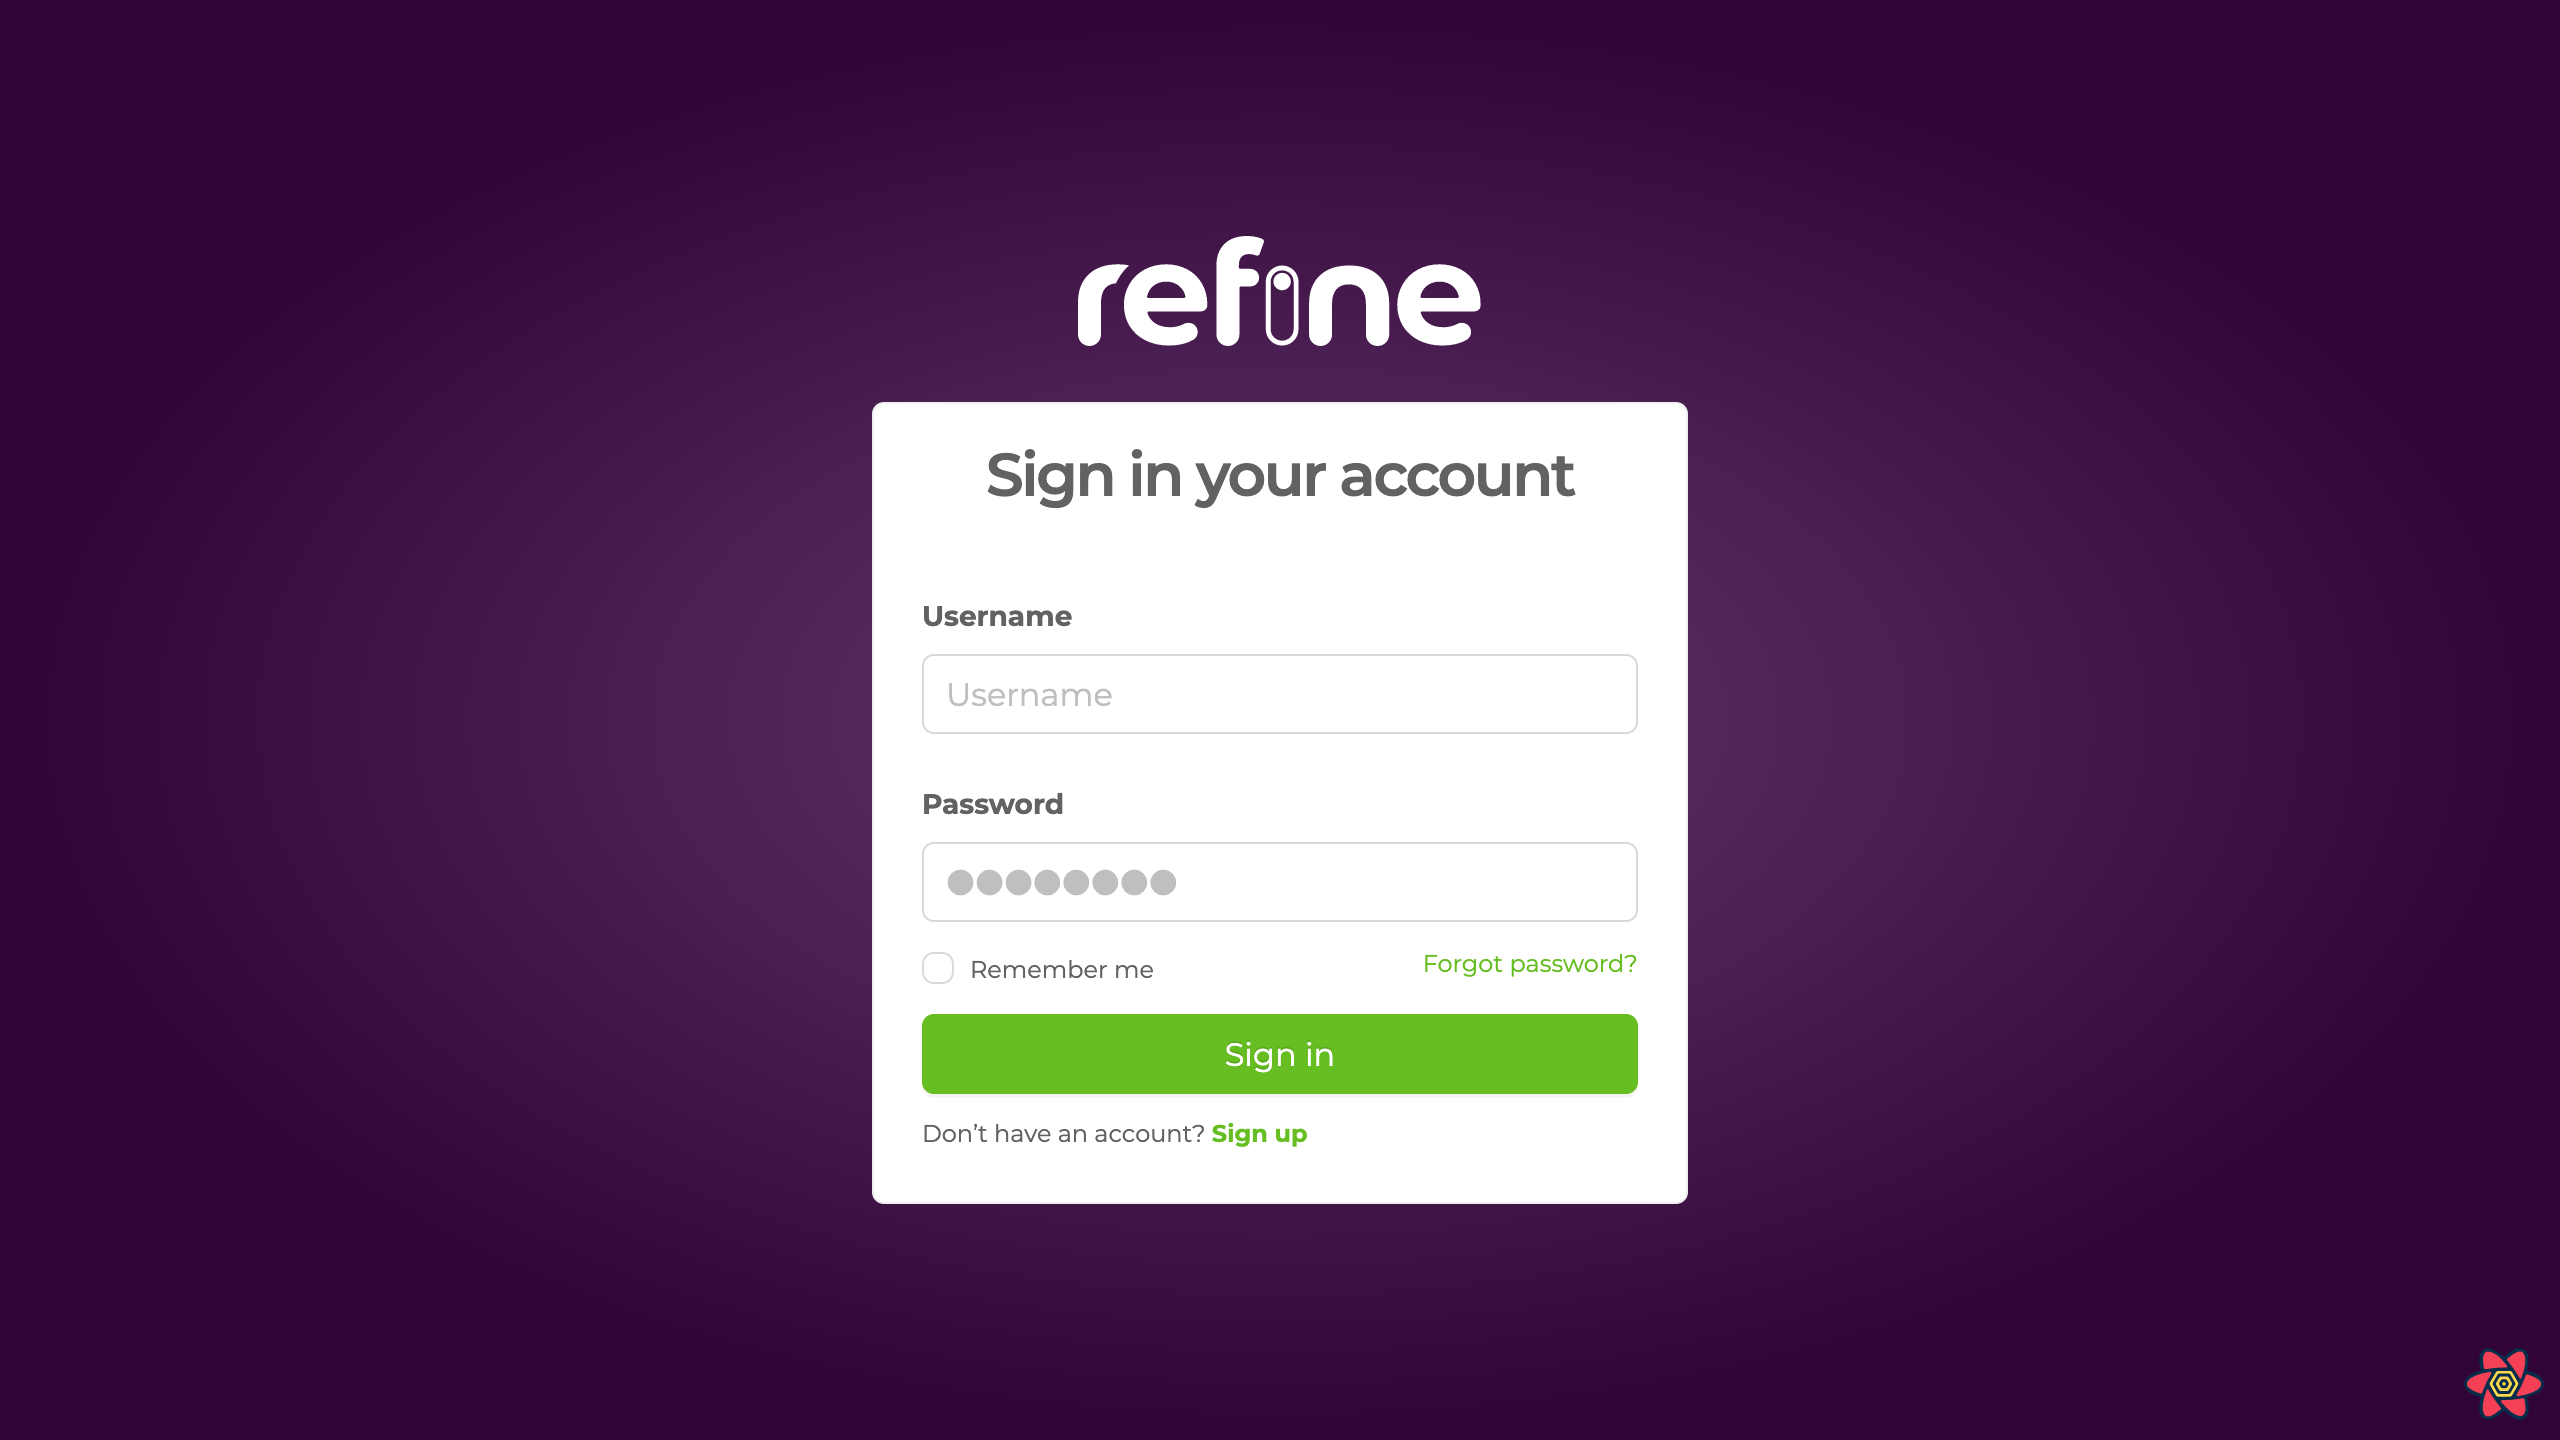 refine
Sign in your account
Username
Username
Password
●●●●●●●●
Remember me
Forgot password?
Sign in
Don’t have an account? Sign up